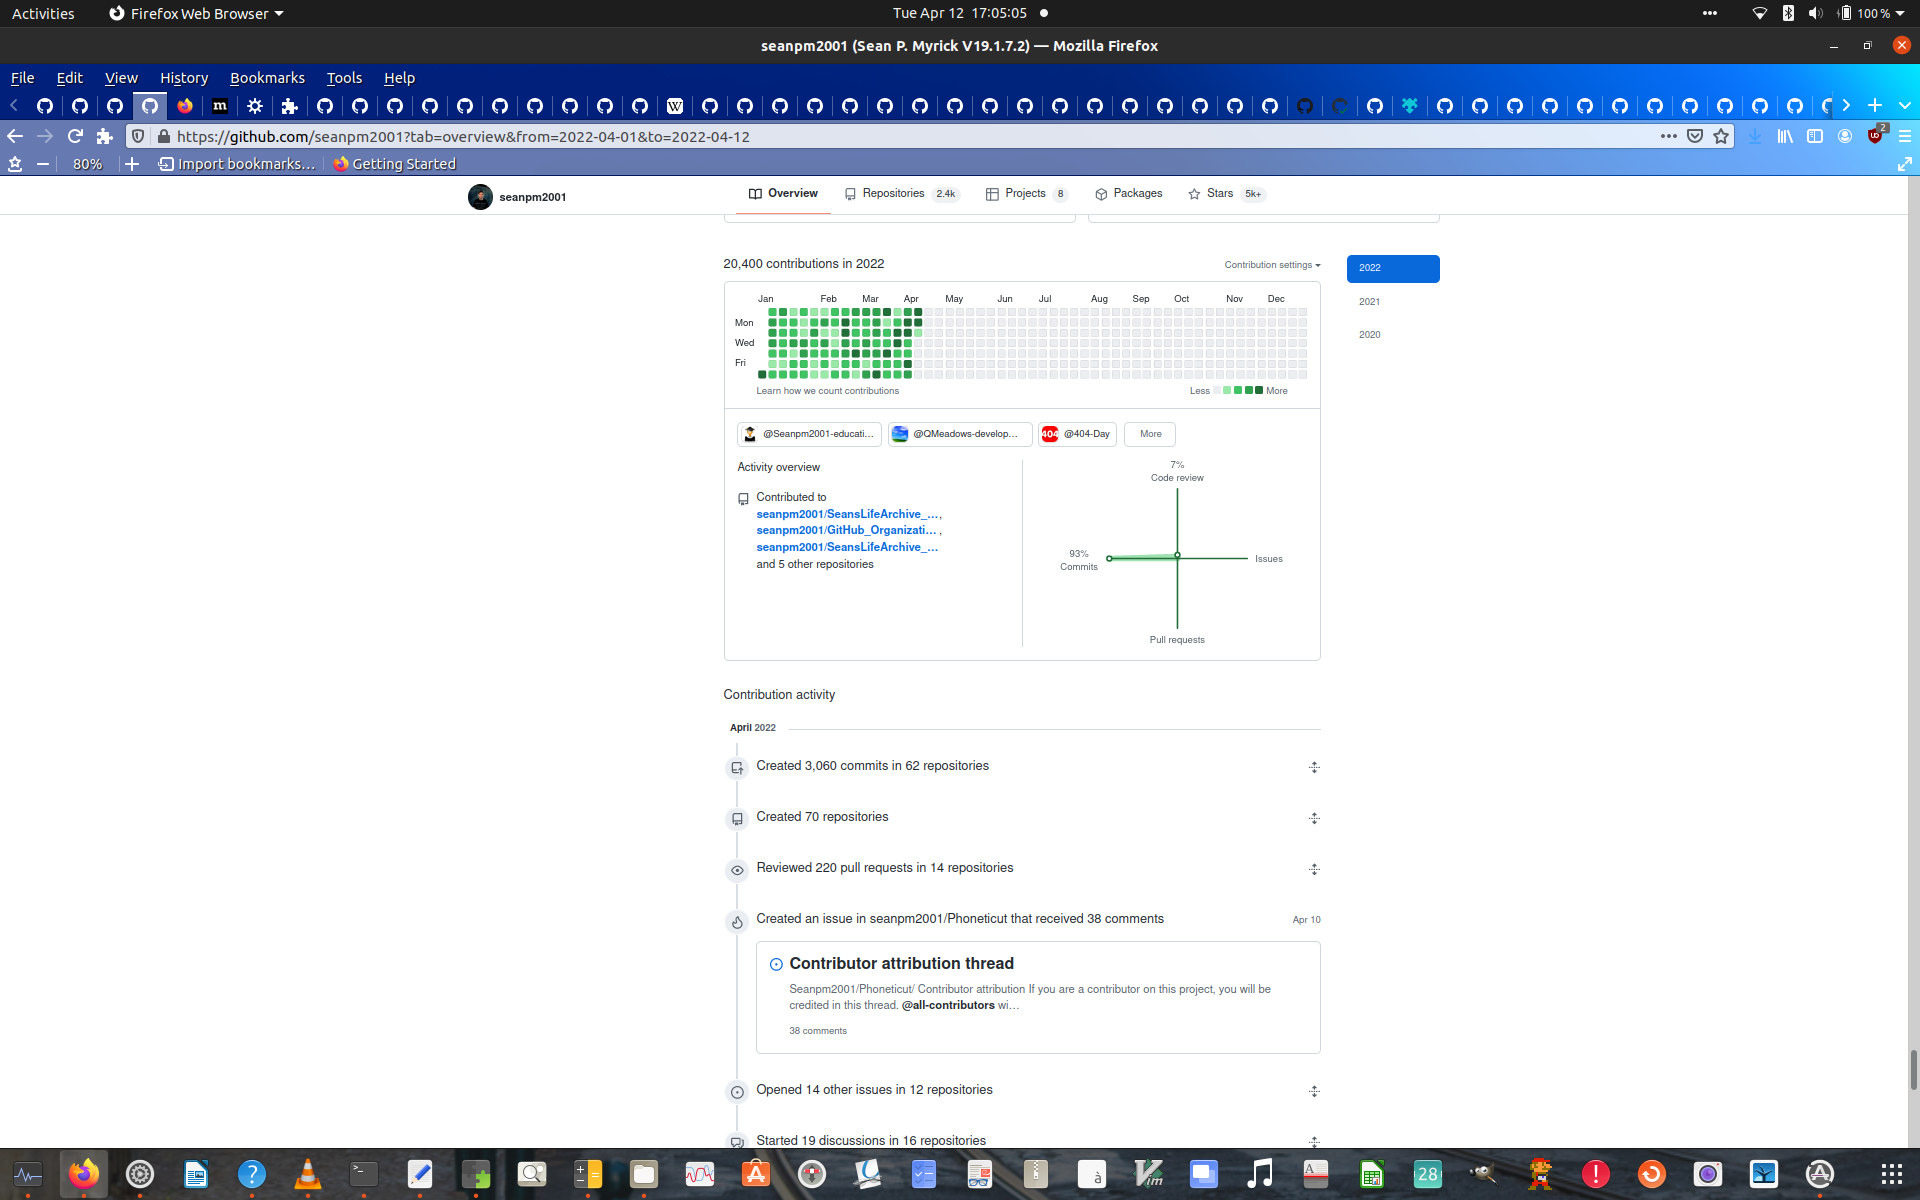 Activities
Firefox Web Browser
Tue Apr 12 17:05:05
100 %
seanpm2001 (Sean P. Myrick V19.1.7.2) — Mozilla Firefox
File Edit View History Bookmarks Tools Help
m
W
https://github.com/seanpm2001?tab=overview&from=2022-04-01&to=2022-04-12
2
80%
Import bookmarks...
Getting Started
seanpm2001
Overview
Repositories 2.4k
Projects 8
Packages
Stars 5k+
20,400 contributions in 2022
Contribution settings
2022
2021
2020
Jan Feb Mar Apr May Jun Jul Aug Sep Oct Nov Dec
Mon
Wed
Fri
Learn how we count contributions
Less More
@Seanpm2001-educati...
@QMeadows-develop...
404 @404-Day
More
Activity overview
Contributed to
seanpm2001/SeansLifeArchive_...,
seanpm2001/GitHub_Organizati... ,
seanpm2001/SeansLifeArchive_...
and 5 other repositories
7%
Code review
93%
Commits
Issues
Pull requests
Contribution activity
April 2022
Created 3,060 commits in 62 repositories
Created 70 repositories
Reviewed 220 pull requests in 14 repositories
Created an issue in seanpm2001/Phoneticut that received 38 comments
Apr 10
Contributor attribution thread
Seanpm2001/Phoneticut/ Contributor attribution If you are a contributor on this project, you will be
credited in this thread. @all-contributors wi...
38 comments
Opened 14 other issues in 12 repositories
Started 19 discussions in 16 repositories
à
Vim
28